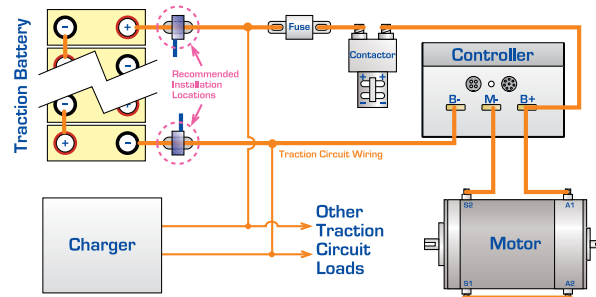 Traction Battery
Recommended
Installation
Locations
Fuse
Contactor
+ +
− −
Controller
B- M- B+
Traction Circuit Wiring
Charger
Other
Traction
Circuit
Loads
S2 A1
Motor
S1 A2